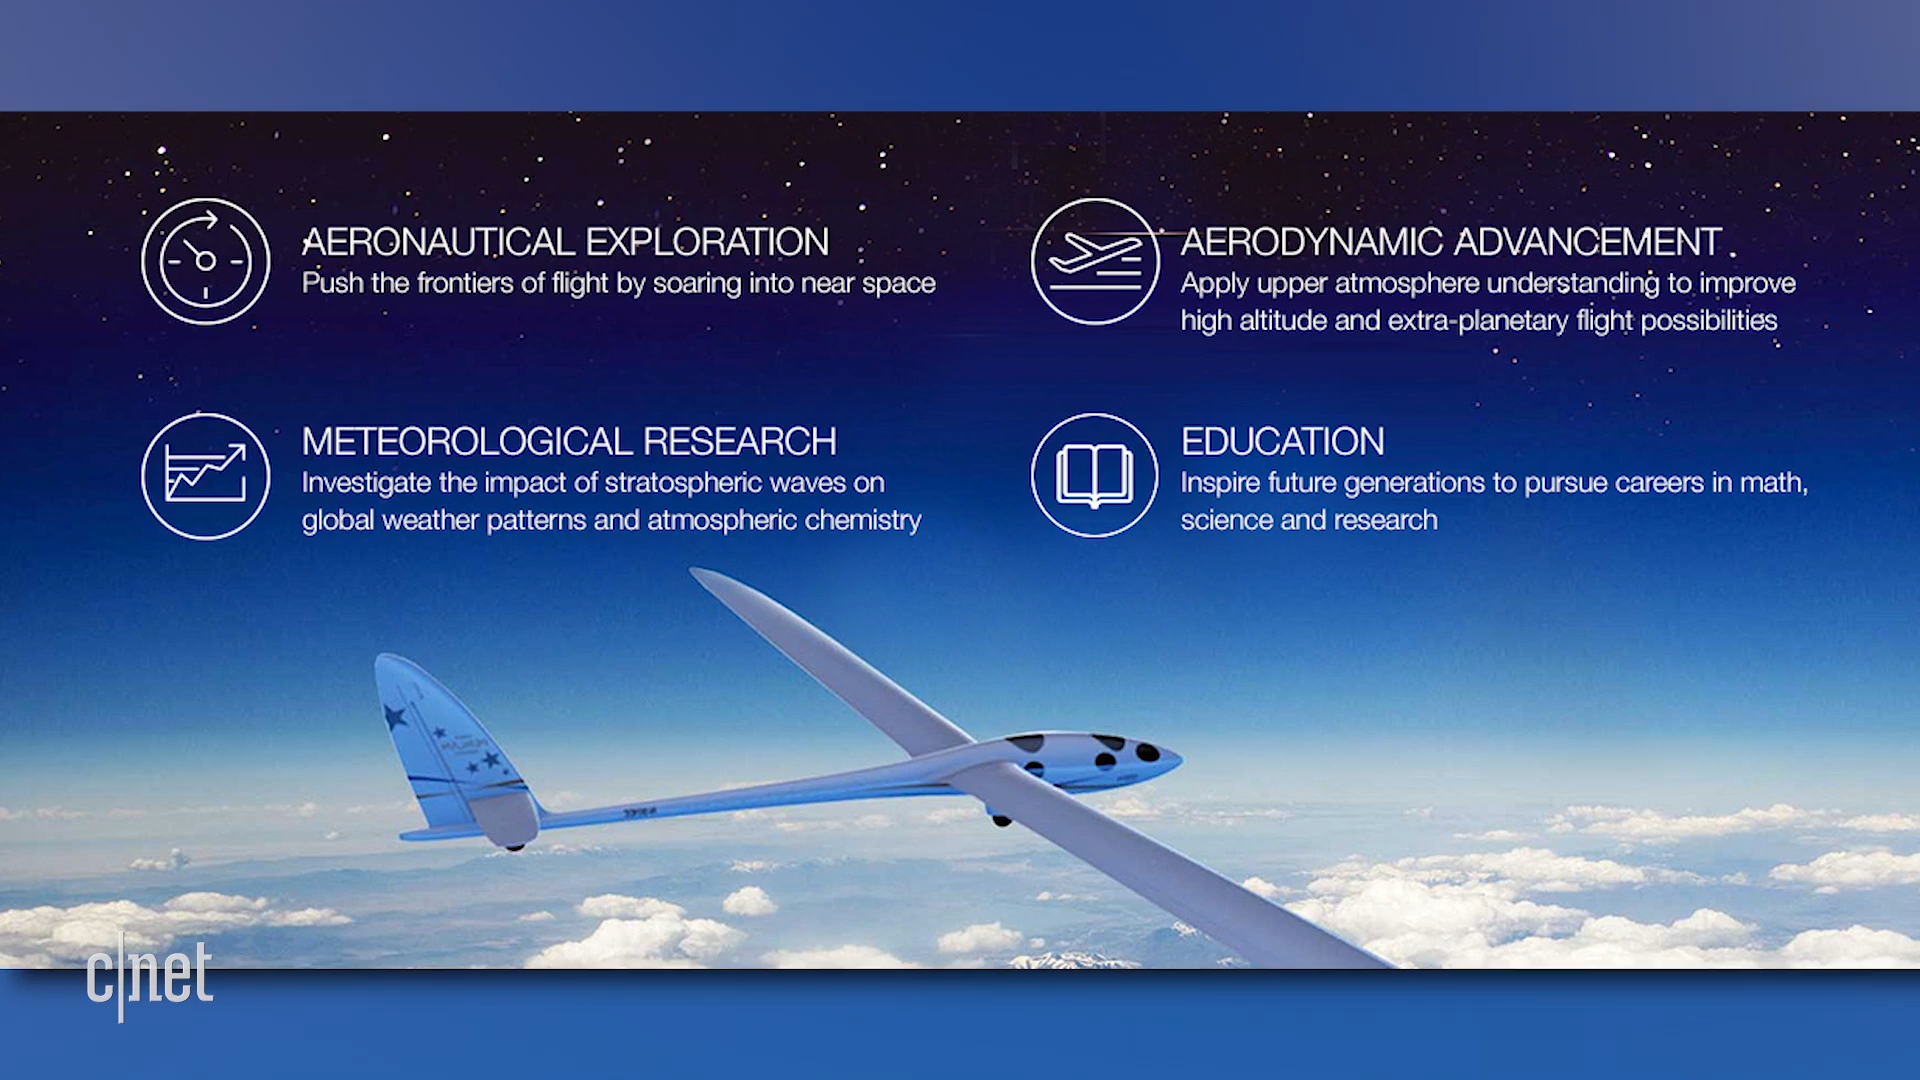 AERONAUTICAL EXPLORATION
Push the frontiers of flight by soaring into near space
AERODYNAMIC ADVANCEMENT
Apply upper atmosphere understanding to improve
high altitude and extra-planetary flight possibilities
METEOROLOGICAL RESEARCH
Investigate the impact of stratospheric waves on
global weather patterns and atmospheric chemistry
EDUCATION
Inspire future generations to pursue careers in math,
science and research
c|net